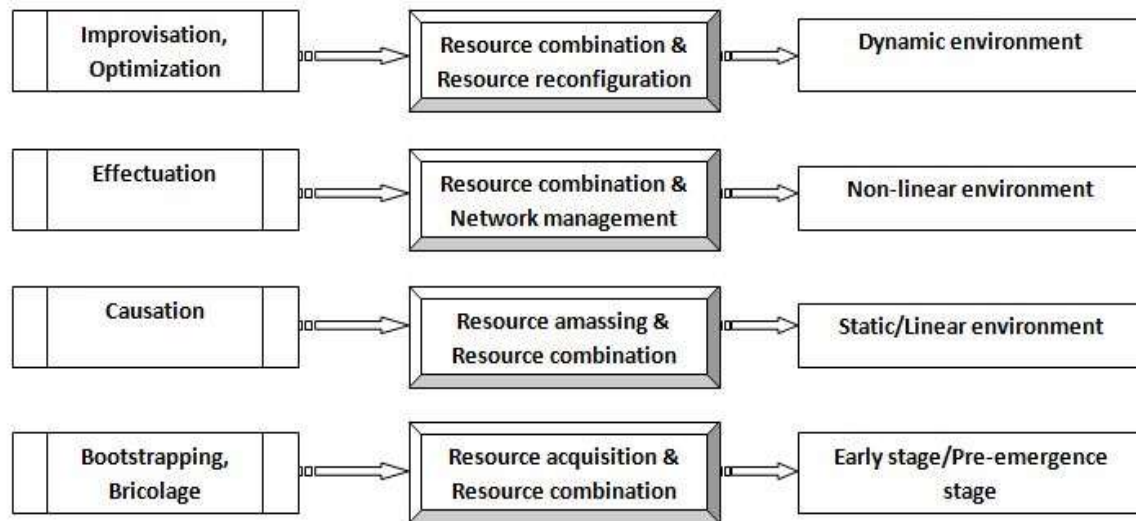 Improvisation,
Optimization
Resource combination &
Resource reconfiguration
Dynamic environment
Effectuation
Resource combination &
Network management
Non-linear environment
Causation
Resource amassing &
Resource combination
Static/Linear environment
Bootstrapping,
Bricolage
Resource acquisition &
Resource combination
Early stage/Pre-emergence
stage